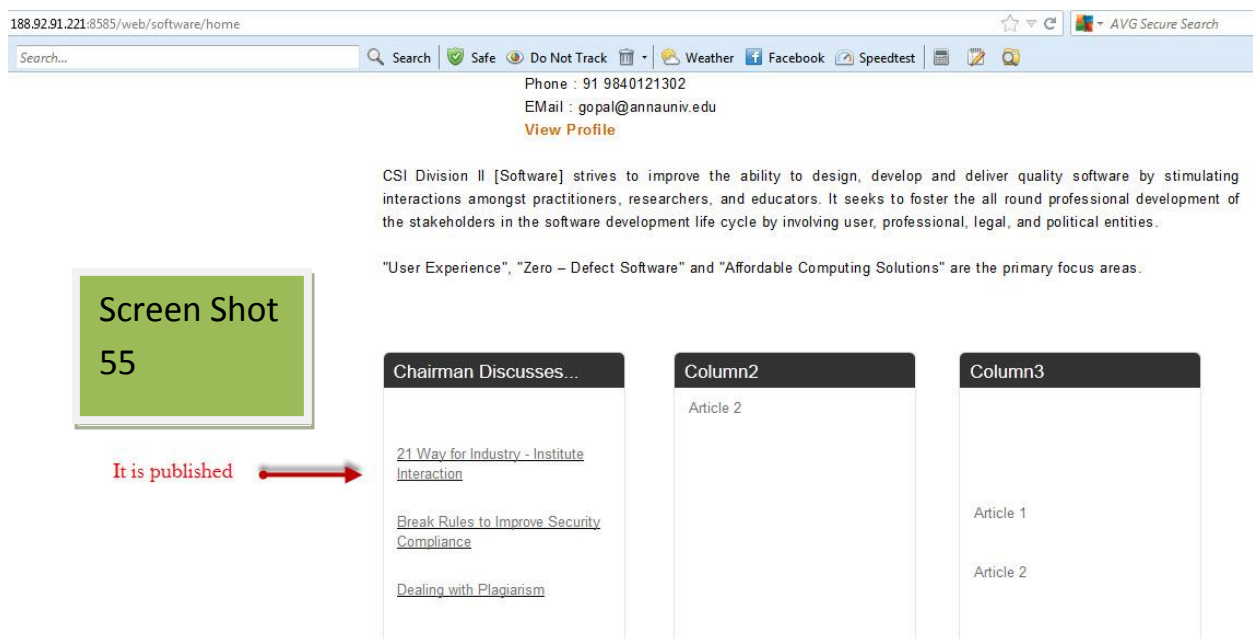 188.92.91.221:8585/web/software/home
AVG Secure Search
Search...
Search Safe Do Not Track Weather Facebook Speedtest
Phone : 91 9840121302
EMail : gopal@annauniv.edu
View Profile
CSI Division II [Software] strives to improve the ability to design, develop and deliver quality software by stimulating
interactions amongst practitioners, researchers, and educators. It seeks to foster the all round professional development of
the stakeholders in the software development life cycle by involving user, professional, legal, and political entities.
"User Experience", "Zero – Defect Software" and "Affordable Computing Solutions" are the primary focus areas.
Screen Shot
55
It is published
Chairman Discusses...
21 Way for Industry - Institute
Interaction
Break Rules to Improve Security
Compliance
Dealing with Plagiarism
Column2
Article 2
Column3
Article 1
Article 2